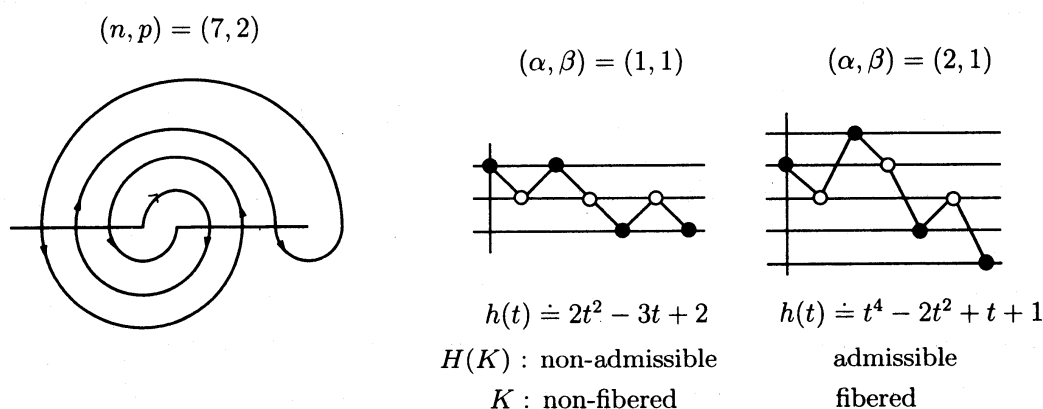 (n, p) = (7, 2)
(α, β) = (1, 1)
(α, β) = (2, 1)
h(t) ≐ 2t² − 3t + 2
h(t) ≐ t⁴ − 2t² + t + 1
H(K) : non-admissible
admissible
K : non-fibered
fibered